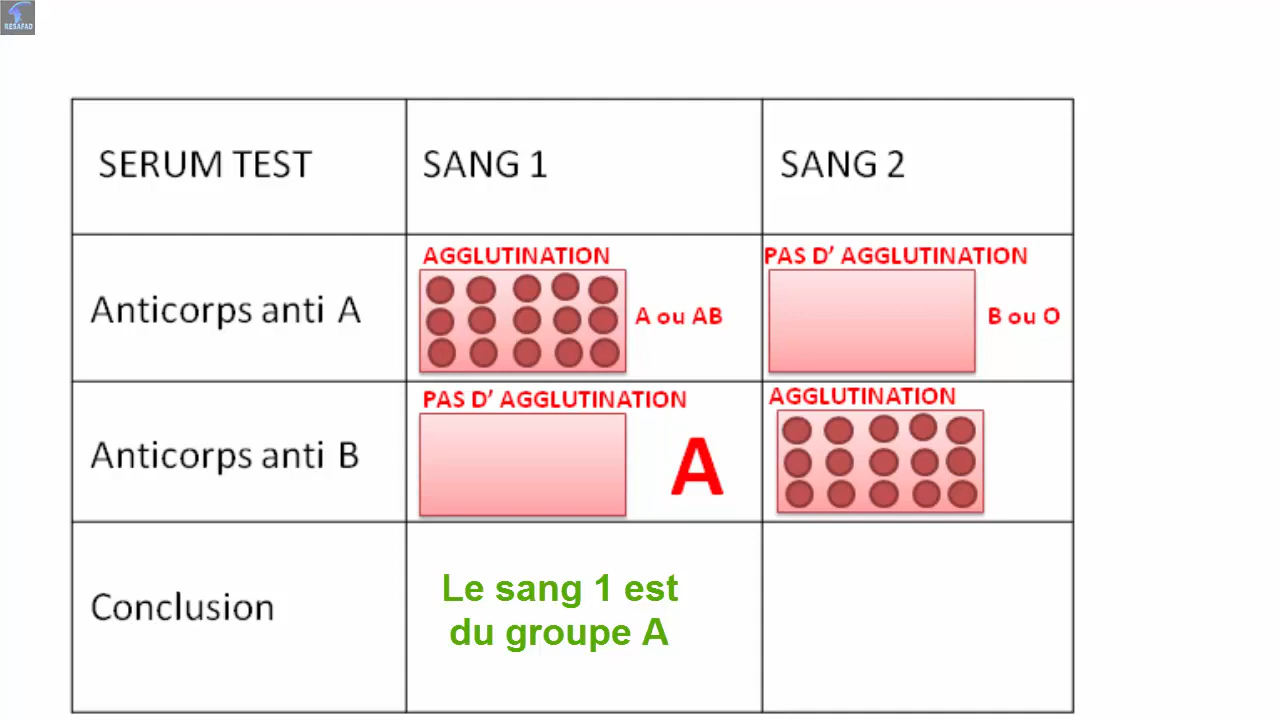 RESAFAD
SERUM TEST
SANG 1
SANG 2
Anticorps anti A
AGGLUTINATION
A ou AB
PAS D’ AGGLUTINATION
B ou O
Anticorps anti B
PAS D’ AGGLUTINATION
A
AGGLUTINATION
Conclusion
Le sang 1 est
du groupe A